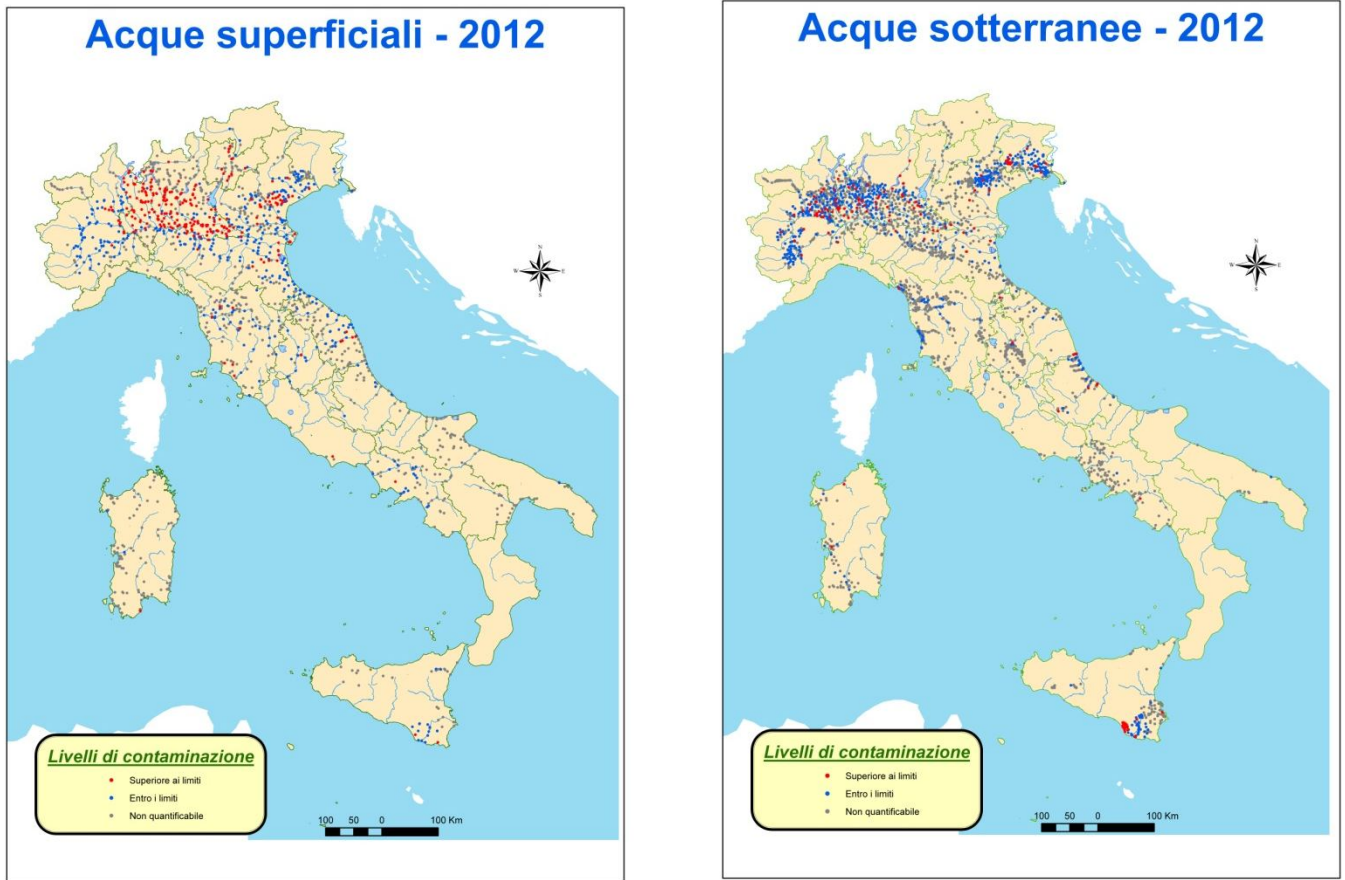 Acque superficiali - 2012
N
W
E
S
Livelli di contaminazione
Superiore ai limiti
Entro i limiti
Non quantificabile
100 50 0 100 Km
Acque sotterranee - 2012
N
W
E
S
Livelli di contaminazione
Superiore ai limiti
Entro i limiti
Non quantificabile
100 50 0 100 Km